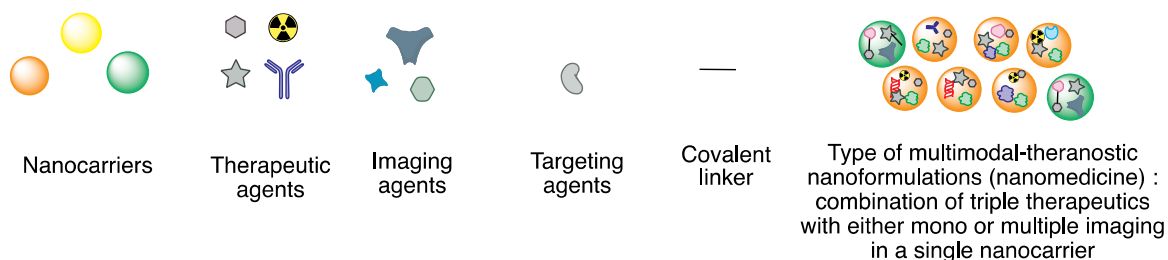 Nanocarriers
Therapeutic
agents
Imaging
agents
Targeting
agents
Covalent
linker
Type of multimodal-theranostic
nanoformulations (nanomedicine) :
combination of triple therapeutics
with either mono or multiple imaging
in a single nanocarrier